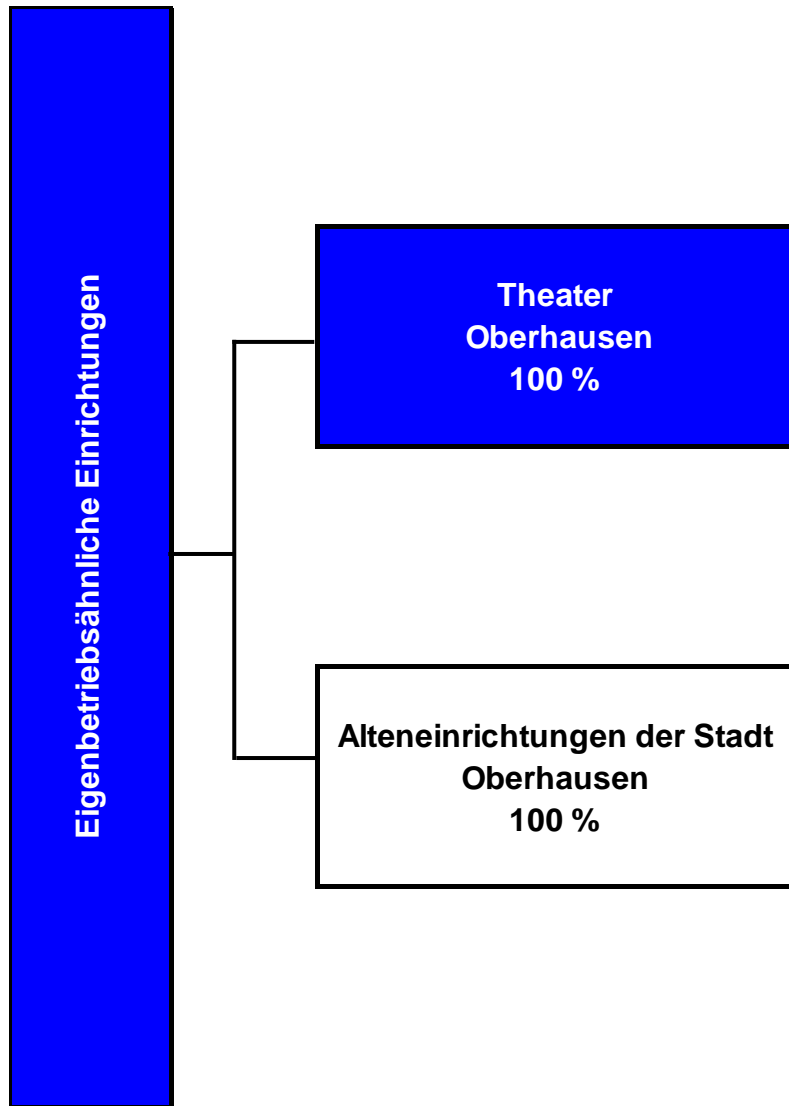 Eigenbetriebsähnliche Einrichtungen
Theater
Oberhausen
100 %
Alteneinrichtungen der Stadt
Oberhausen
100 %